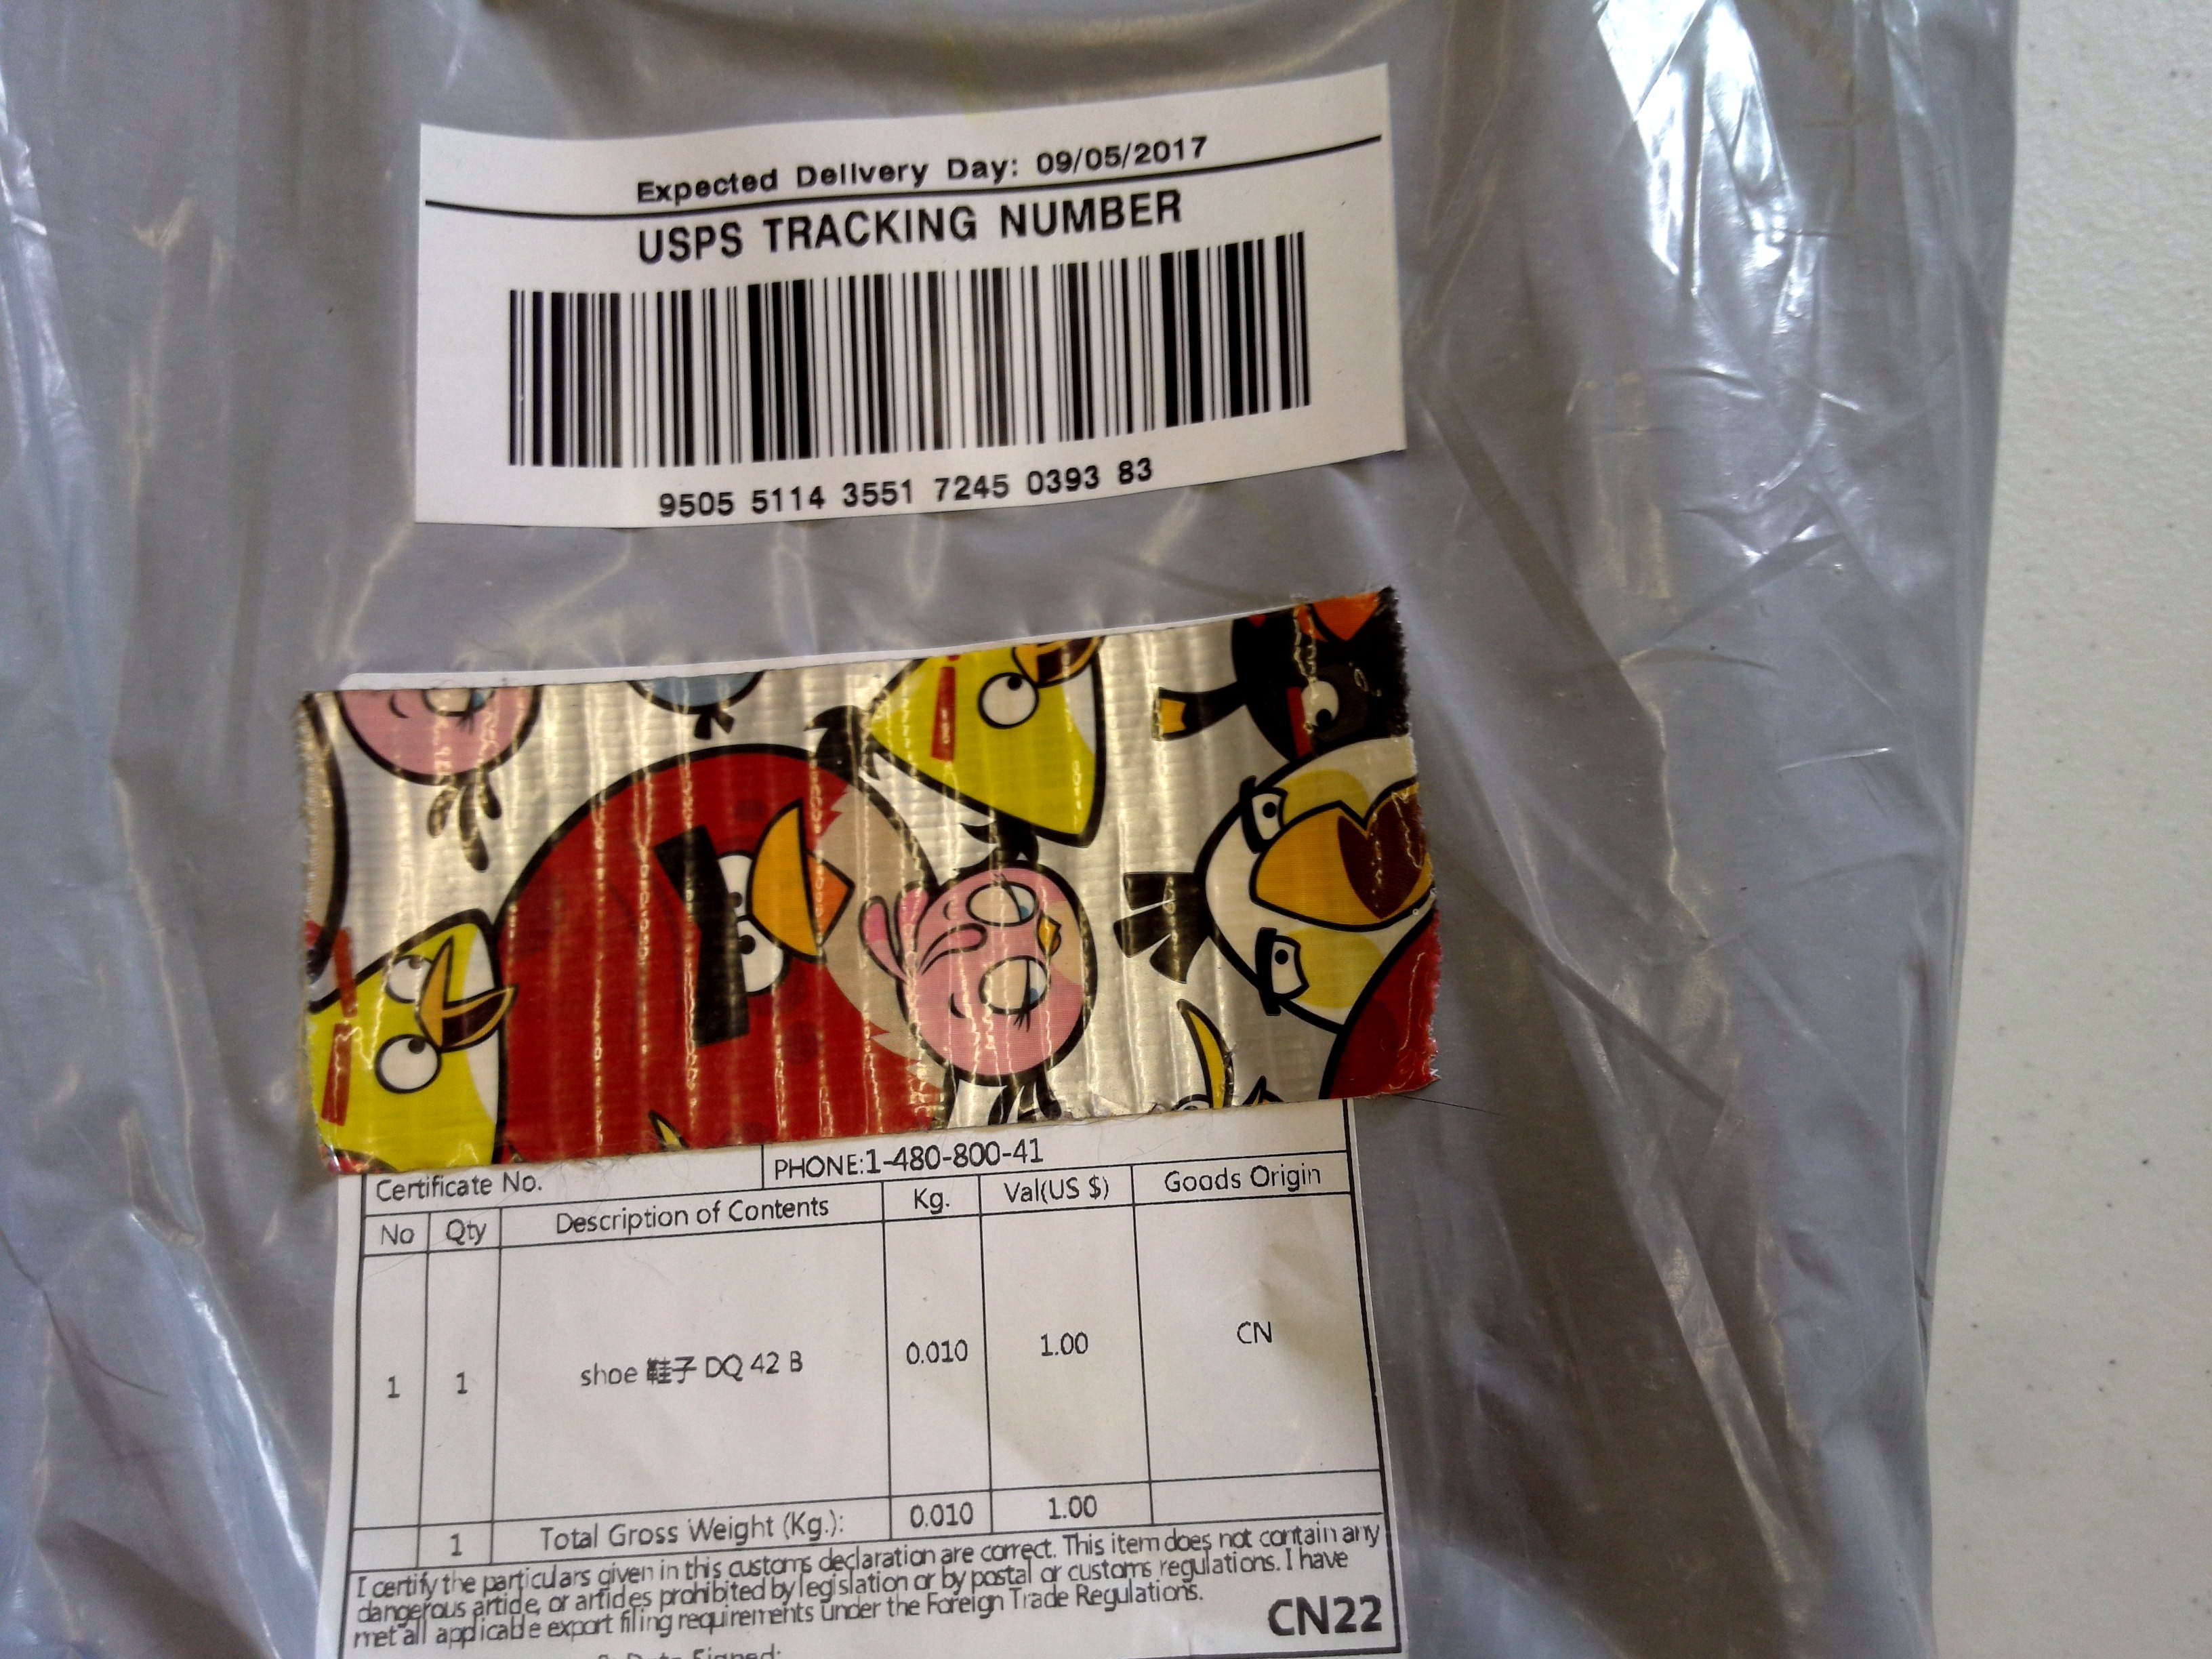 Expected Delivery Day: 09/05/2017
USPS TRACKING NUMBER
9505 5114 3551 7245 0393 83
PHONE:1-480-800-41
Certificate No.
No Qty Description of Contents Kg. Val(US $) Goods Origin
1 1 shoe 鞋子 DQ 42 B 0.010 1.00 CN
1 Total Gross Weight (Kg.): 0.010 1.00
I certify the particulars given in this customs declaration are correct. This item does not contain any
dangerous article, or articles prohibited by legislation or by postal or customs regulations. I have
met all applicable export filing requirements under the Foreign Trade Regulations.
CN22
& Date Signed: